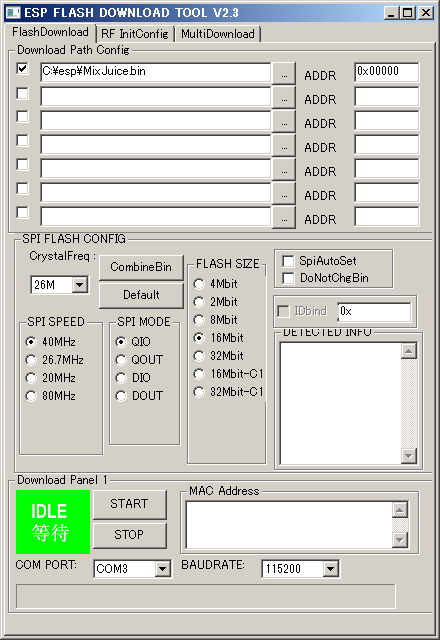 ESP FLASH DOWNLOAD TOOL V2.3
FlashDownload RF InitConfig MultiDownload
Download Path Config
C:¥esp¥MixJuice.bin ... ADDR 0x00000
... ADDR
... ADDR
... ADDR
... ADDR
... ADDR
... ADDR
SPI FLASH CONFIG
CrystalFreq :
26M
CombineBin
Default
SPI SPEED
40MHz
26.7MHz
20MHz
80MHz
SPI MODE
QIO
QOUT
DIO
DOUT
FLASH SIZE
4Mbit
2Mbit
8Mbit
16Mbit
32Mbit
16Mbit-C1
32Mbit-C1
SpiAutoSet
DoNotChgBin
IDbind 0x
DETECTED INFO
Download Panel 1
IDLE
等待
START
STOP
MAC Address
COM PORT: COM3 BAUDRATE: 115200